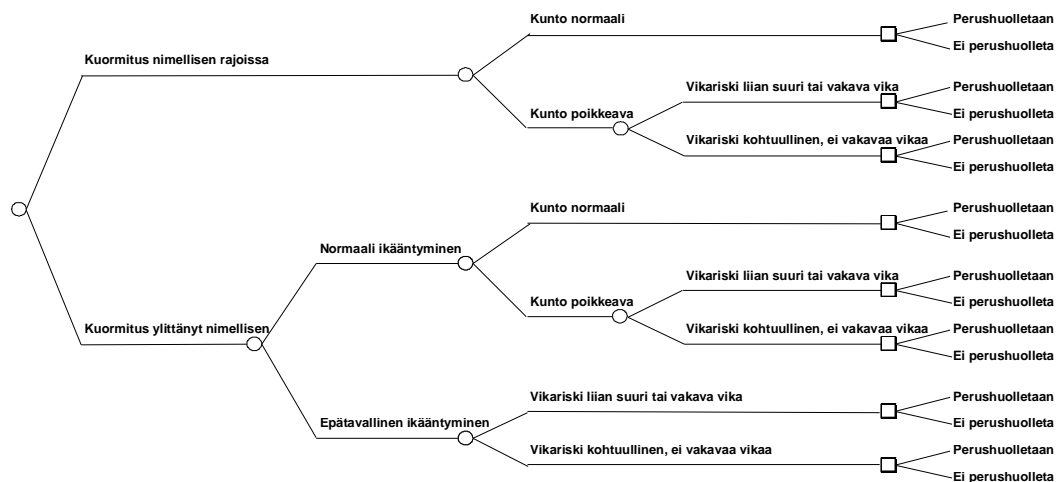 Kunto normaali
Perushuolletaan
Ei perushuolleta
Kuormitus nimellisen rajoissa
Vikariski liian suuri tai vakava vika
Perushuolletaan
Ei perushuolleta
Kunto poikkeava
Vikariski kohtuullinen, ei vakavaa vikaa
Perushuolletaan
Ei perushuolleta
Kunto normaali
Perushuolletaan
Ei perushuolleta
Normaali ikääntyminen
Vikariski liian suuri tai vakava vika
Perushuolletaan
Ei perushuolleta
Kunto poikkeava
Vikariski kohtuullinen, ei vakavaa vikaa
Perushuolletaan
Ei perushuolleta
Kuormitus ylittänyt nimellisen
Vikariski liian suuri tai vakava vika
Perushuolletaan
Ei perushuolleta
Epätavallinen ikääntyminen
Vikariski kohtuullinen, ei vakavaa vikaa
Perushuolletaan
Ei perushuolleta